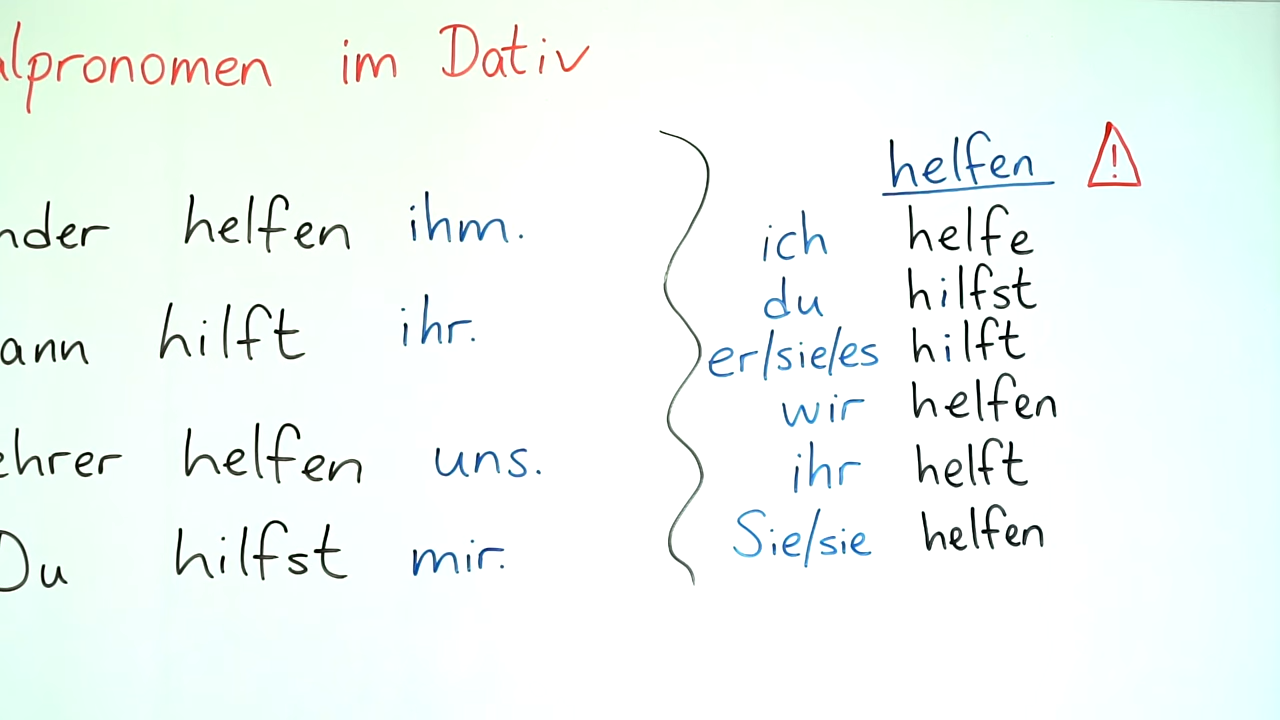 alpronomen im Dativ
nder helfen ihm.
ann hilft ihr.
ehrer helfen uns.
Du hilfst mir.
helfen
ich helfe
du hilfst
er/sie/es hilft
wir helfen
ihr helft
Sie/sie helfen